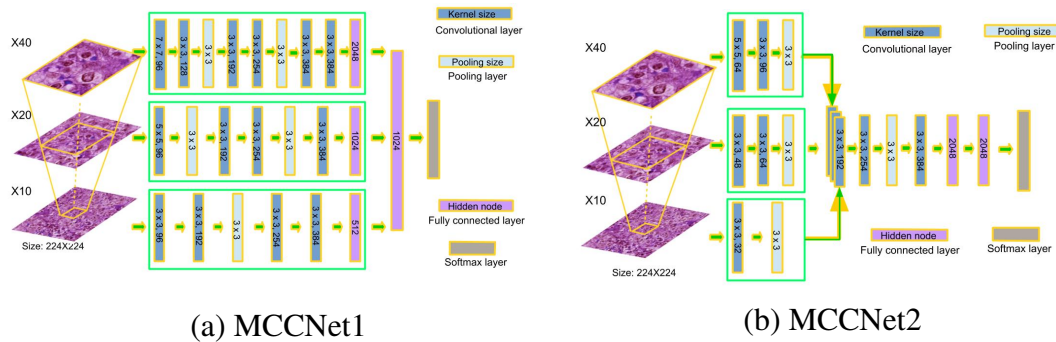 X40
7 x 7, 96
3 x 3, 128
3 x 3
3 x 3, 192
3 x 3, 254
3 x 3
3 x 3, 384
3 x 3, 384
2048
X20
5 x 5, 96
3 x 3
3 x 3, 192
3 x 3, 254
3 x 3
3 x 3, 384
1024
1024
X10
3 x 3, 96
3 x 3, 192
3 x 3
3 x 3, 254
3 x 3, 384
512
Size: 224X224
Kernel size
Convolutional layer
Pooling size
Pooling layer
Hidden node
Fully connected layer
Softmax layer
(a) MCCNet1
X40
5 x 5, 64
3 x 3, 96
3 x 3
X20
3 x 3, 48
3 x 3, 64
3 x 3
X10
3 x 3, 32
3 x 3
3 x 3, 192
3 x 3, 254
3 x 3
3 x 3, 384
2048
2048
Size: 224X224
Kernel size
Convolutional layer
Pooling size
Pooling layer
Hidden node
Fully connected layer
Softmax layer
(b) MCCNet2